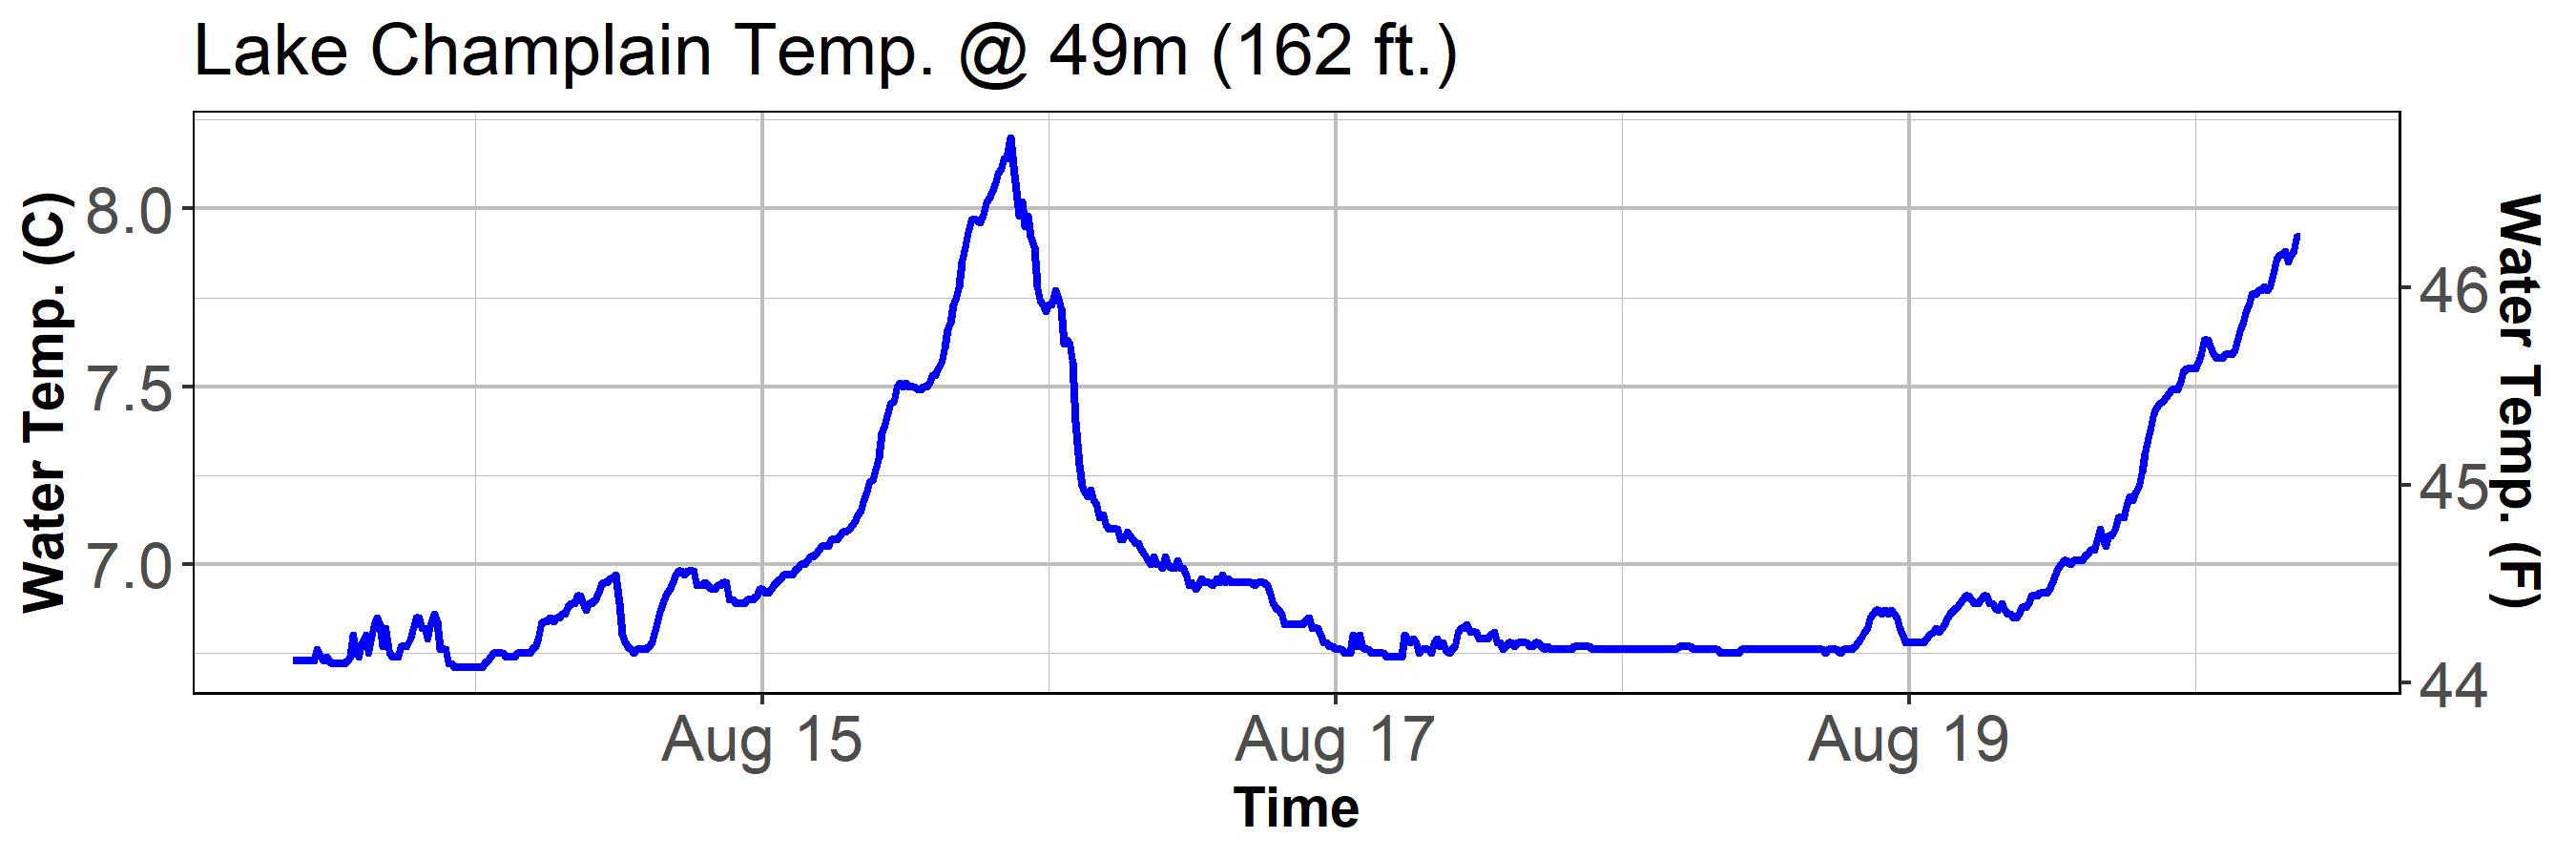 Lake Champlain Temp. @ 49m (162 ft.)
Water Temp. (C)
8.0
7.5
7.0
46
45
44
Water Temp. (F)
Aug 15
Aug 17
Aug 19
Time